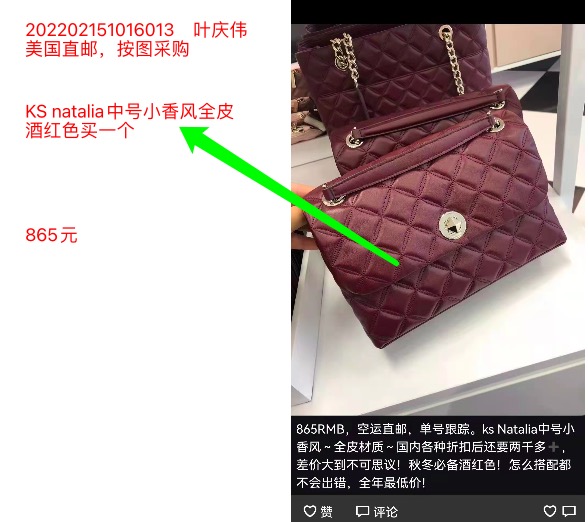 202202151016013 叶庆伟
美国直邮，按图采购
KS natalia中号小香风全皮
酒红色买一个
865元
865RMB，空运直邮，单号跟踪。ks Natalia中号小
香风～全皮材质～国内各种折扣后还要两千多➕，
差价大到不可思议！秋冬必备酒红色！怎么搭配都
不会出错，全年最低价！
赞 评论